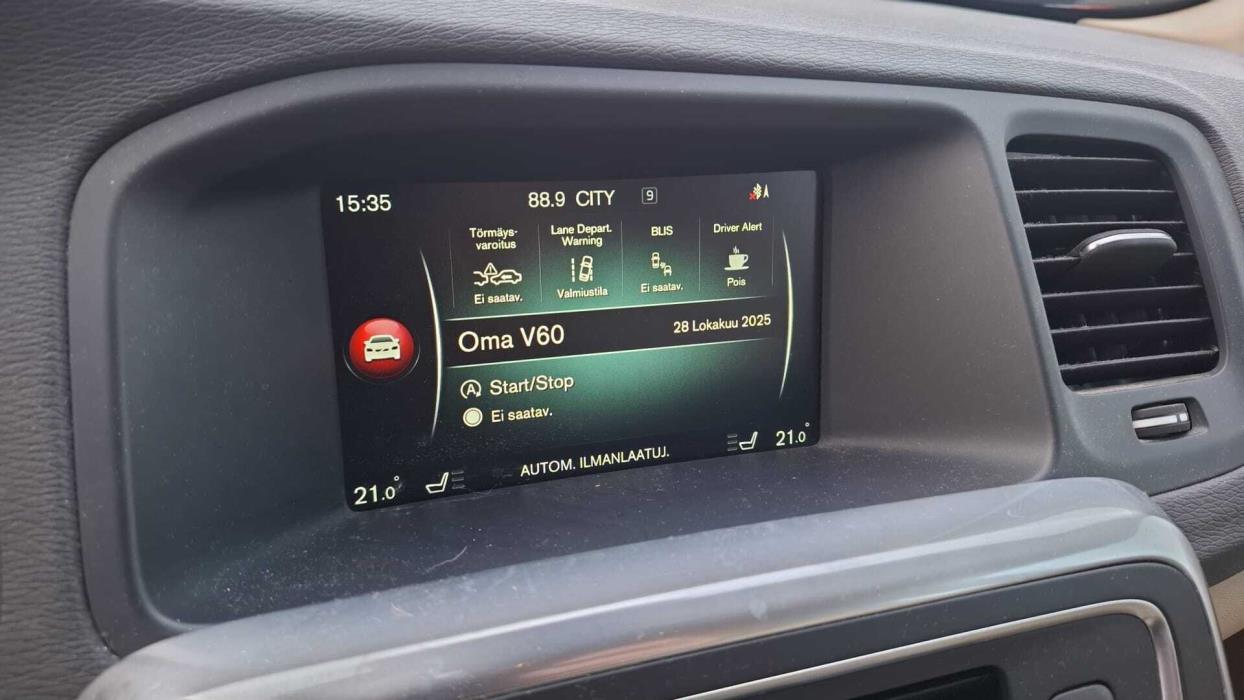 15:35
88.9 CITY
9
Törmäys-
varoitus
Ei saatav.
Lane Depart.
Warning
Valmiustila
BLIS
Ei saatav.
Driver Alert
Pois
Oma V60
28 Lokakuu 2025
A Start/Stop
Ei saatav.
21.0°
AUTOM. ILMANLAATUJ.
21.0°